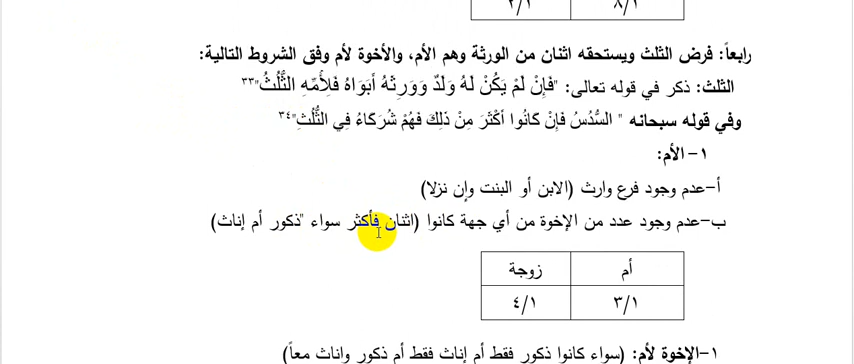 ٨/١ ٢/١
رابعاً: فرض الثلث ويستحقه اثنان من الورثة وهم الأم، والأخوة لأم وفق الشروط التالية:
الثلث: ذكر في قوله تعالى: "فَإِنْ لَمْ يَكُنْ لَهُ وَلَدٌ وَوَرِثَهُ أَبَوَاهُ فَلِأُمِّهِ الثُّلُثُ"٣٣
وفي قوله سبحانه " السُّدُسُ فَإِنْ كَانُوا أَكْثَرَ مِنْ ذَلِكَ فَهُمْ شُرَكَاءُ فِي الثُّلُثِ"٣٤
١- الأم:
أ-عدم وجود فرع وارث (الابن أو البنت وإن نزلا)
ب-عدم وجود عدد من الإخوة من أي جهة كانوا (اثنان فأكثر سواء "ذكور أم إناث)
أم زوجة
٣/١ ٤/١
١-الإخوة لأم: (سواء كانوا ذكور فقط أم إناث فقط أم ذكور واناث معاً)